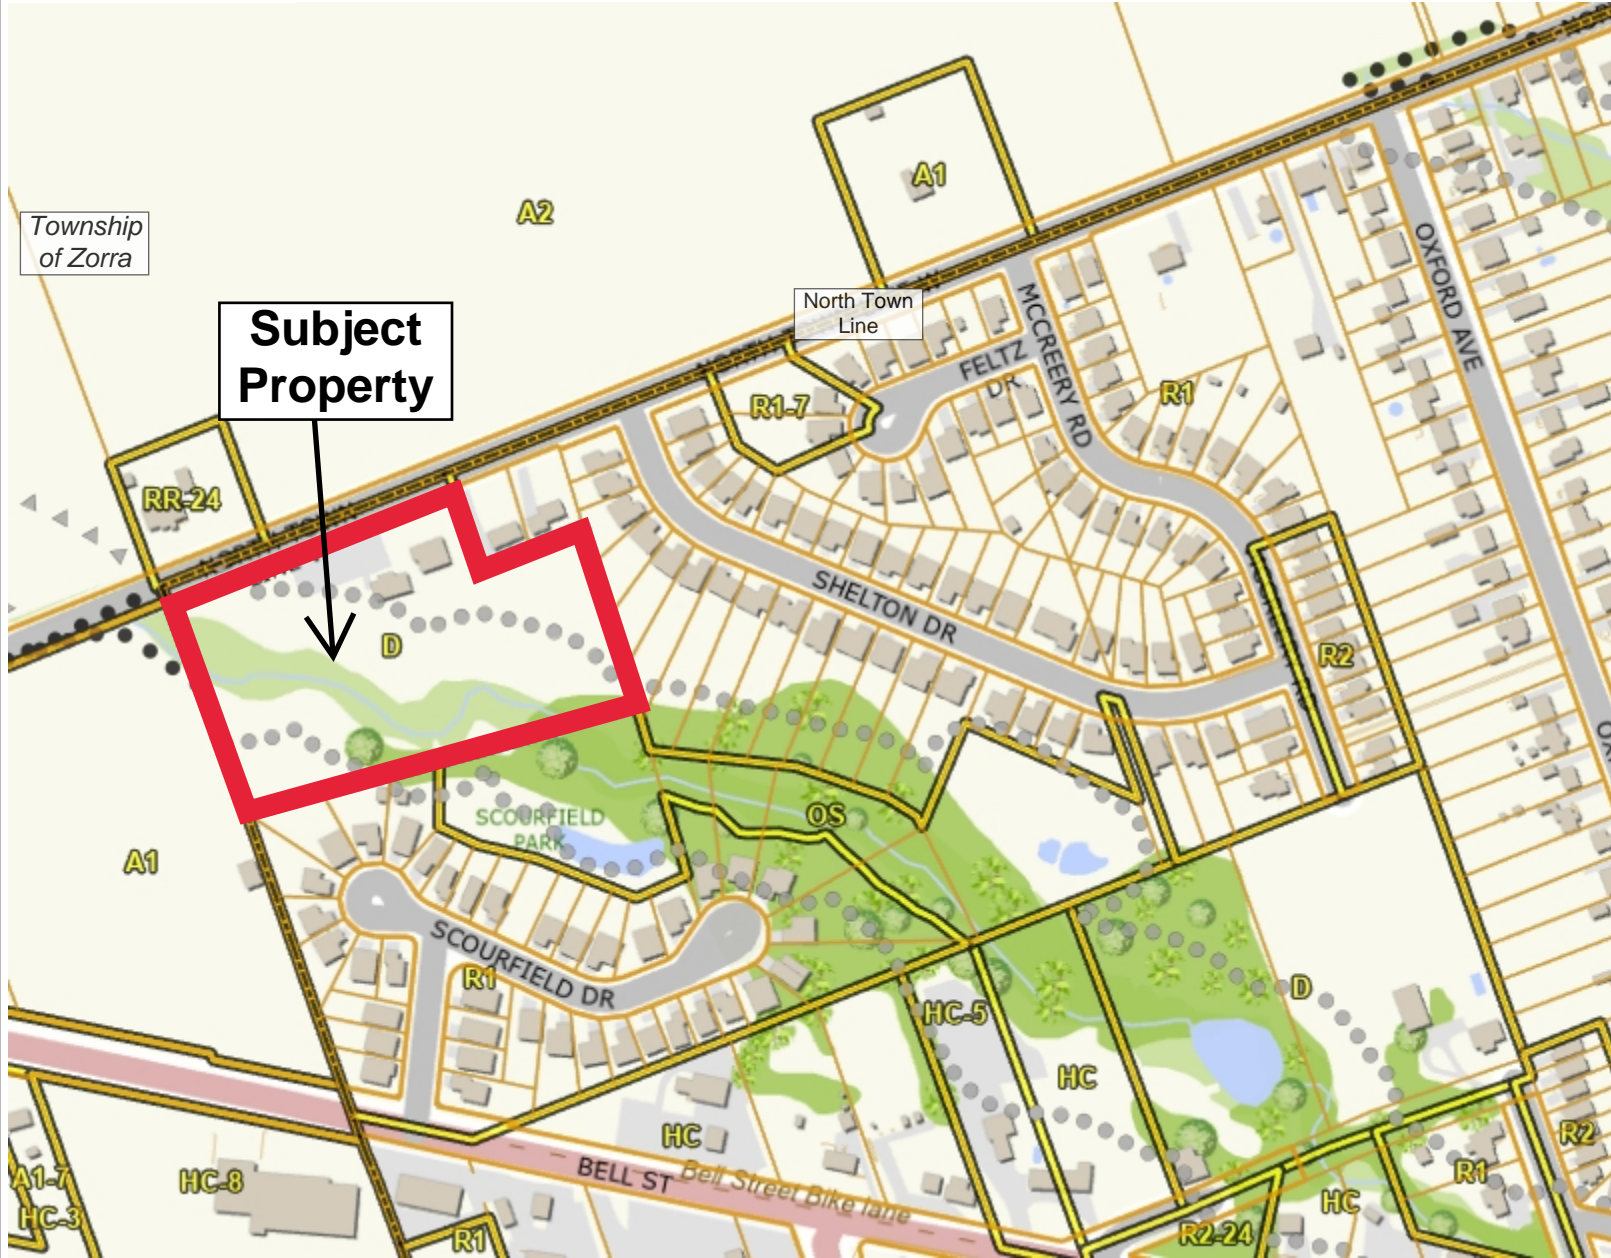 A1
A2
Township
of Zorra
OXFORD AVE
North Town
Line
Subject
Property
MCCREERY RD
FELTZ
DR
R1
R1-7
RR-24
SHELTON DR
D
R2
SCOURFIELD
PARK
OS
A1
SCOURFIELD DR
R1
D
HC-5
HC
HC
BELL ST
Bell_Street Bike lane
HC-8
A1-7
HC-3
R1
R2
R1
HC
R2-24